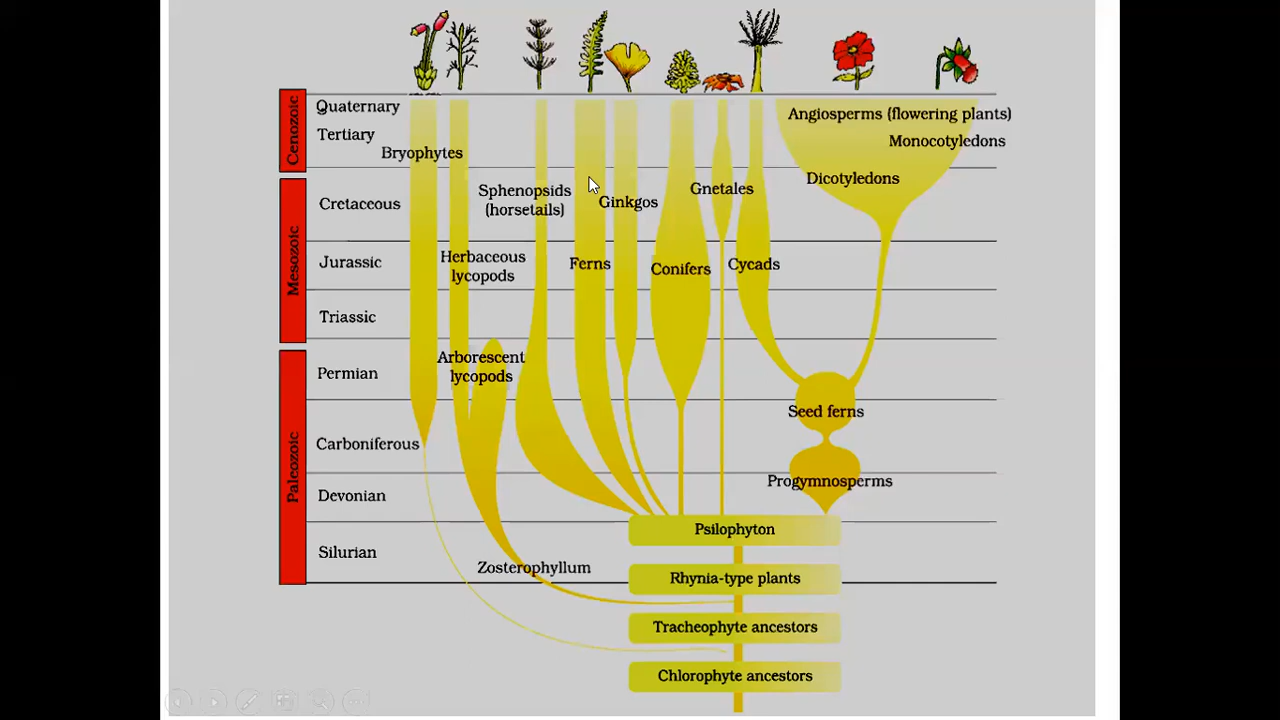 Cenozoic
Quaternary
Tertiary
Bryophytes
Angiosperms (flowering plants)
Monocotyledons
Dicotyledons
Mesozoic
Cretaceous
Jurassic
Triassic
Sphenopsids
(horsetails)
Ginkgos
Gnetales
Herbaceous
lycopods
Ferns
Conifers
Cycads
Paleozoic
Permian
Carboniferous
Devonian
Silurian
Arborescent
lycopods
Seed ferns
Progymnosperms
Psilophyton
Zosterophyllum
Rhynia-type plants
Tracheophyte ancestors
Chlorophyte ancestors